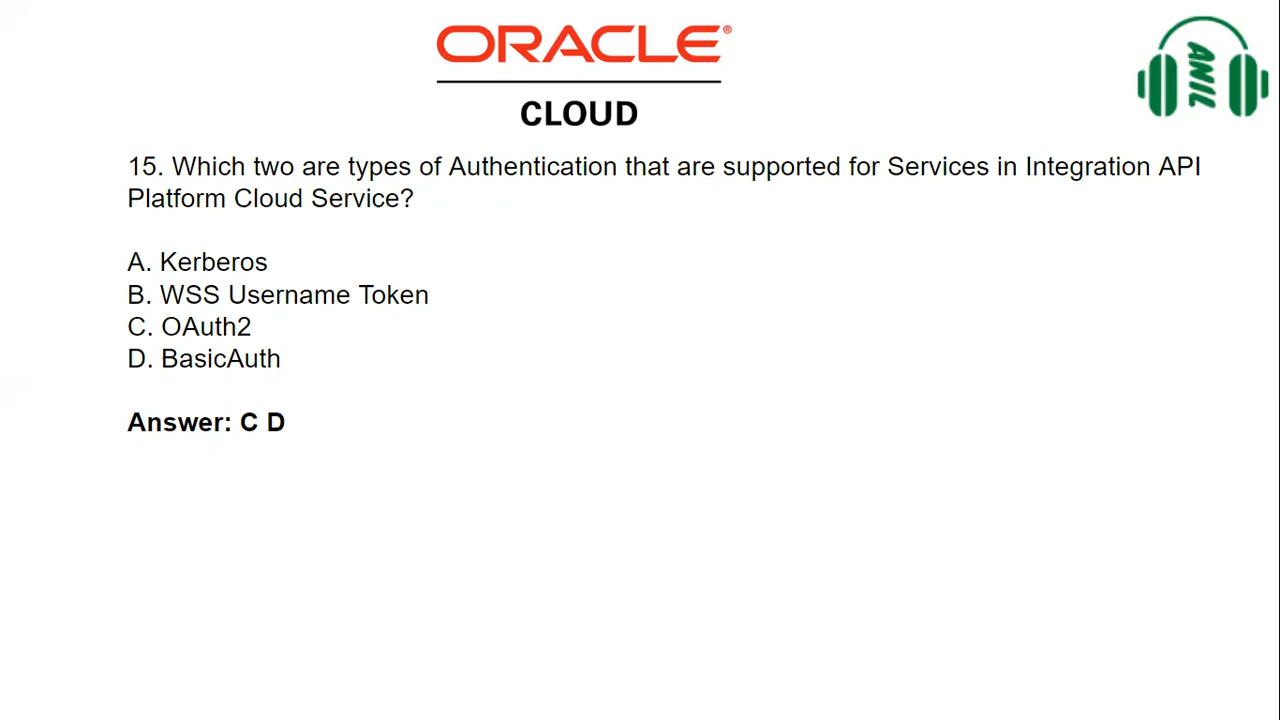 ORACLE®
CLOUD
ANIL
15. Which two are types of Authentication that are supported for Services in Integration API
Platform Cloud Service?
A. Kerberos
B. WSS Username Token
C. OAuth2
D. BasicAuth
Answer: C D